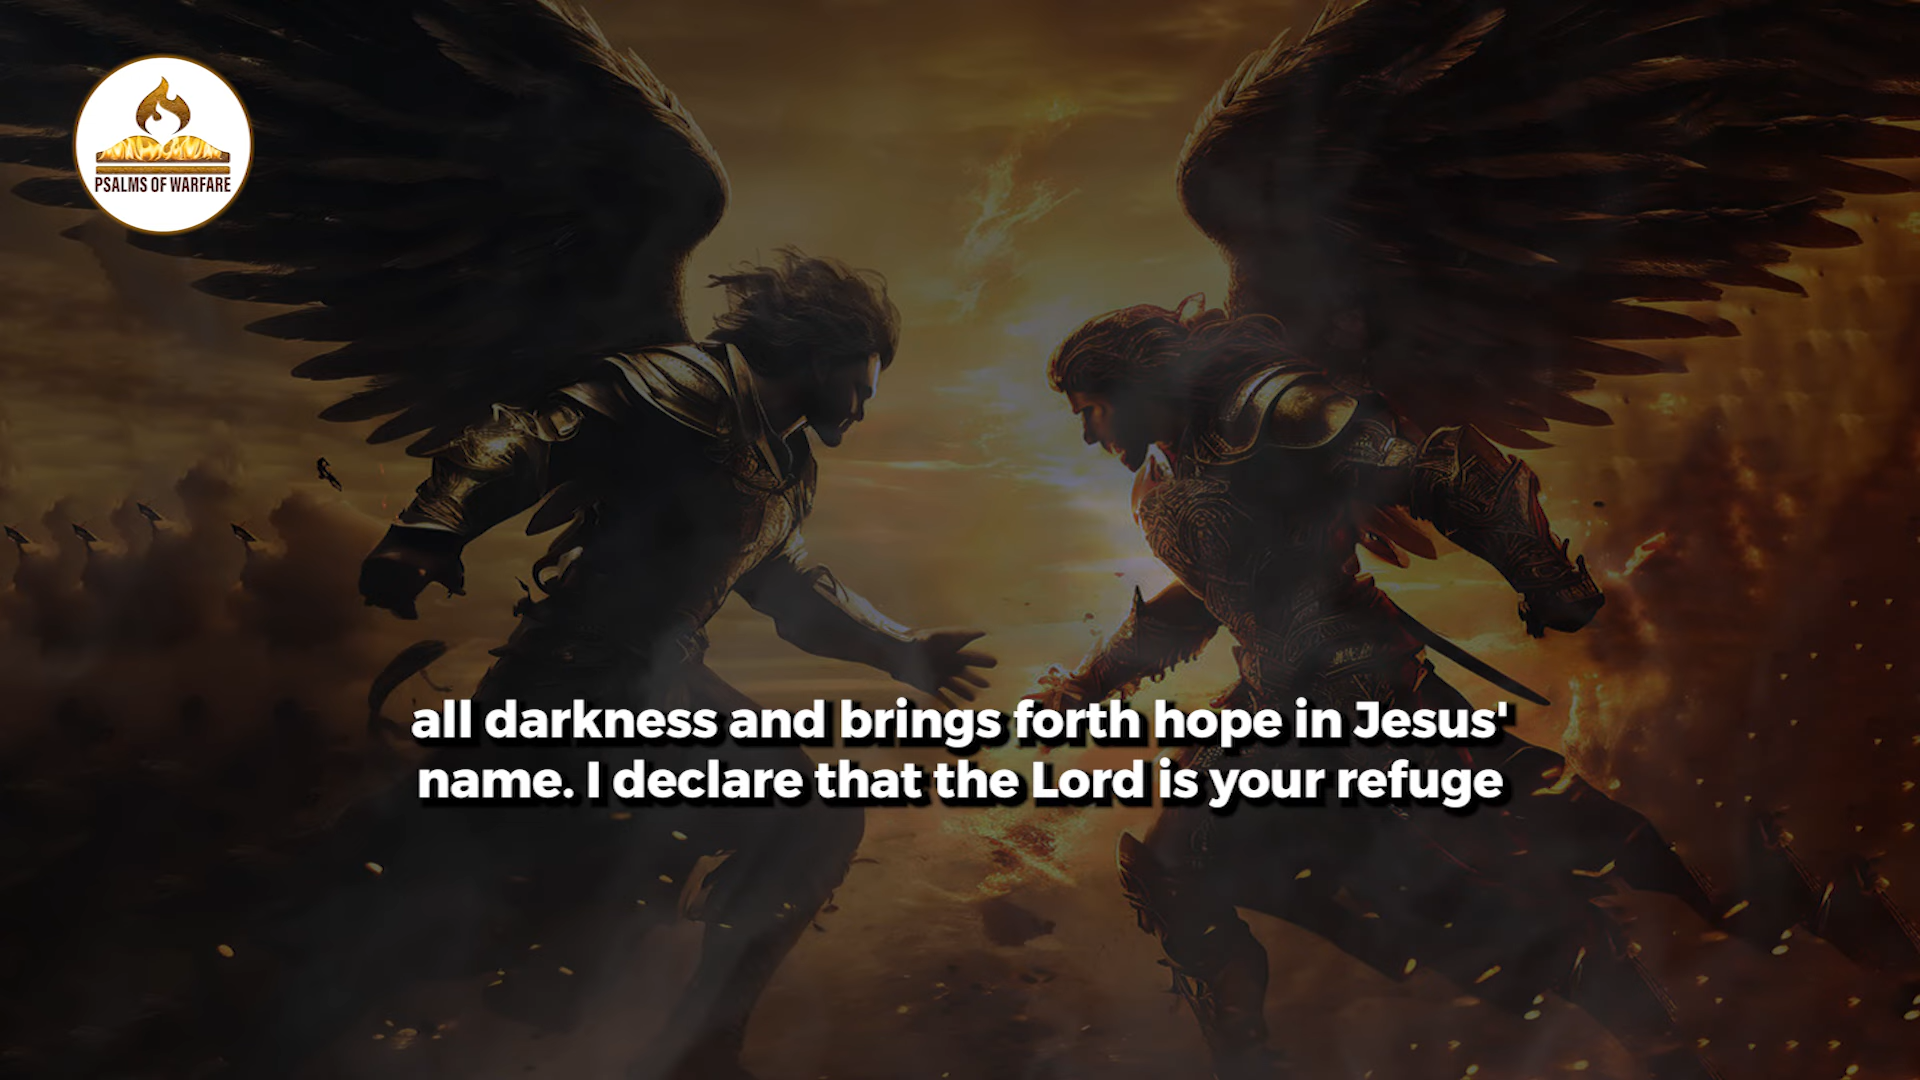 PSALMS OF WARFARE
all darkness and brings forth hope in Jesus'
name. I declare that the Lord is your refuge